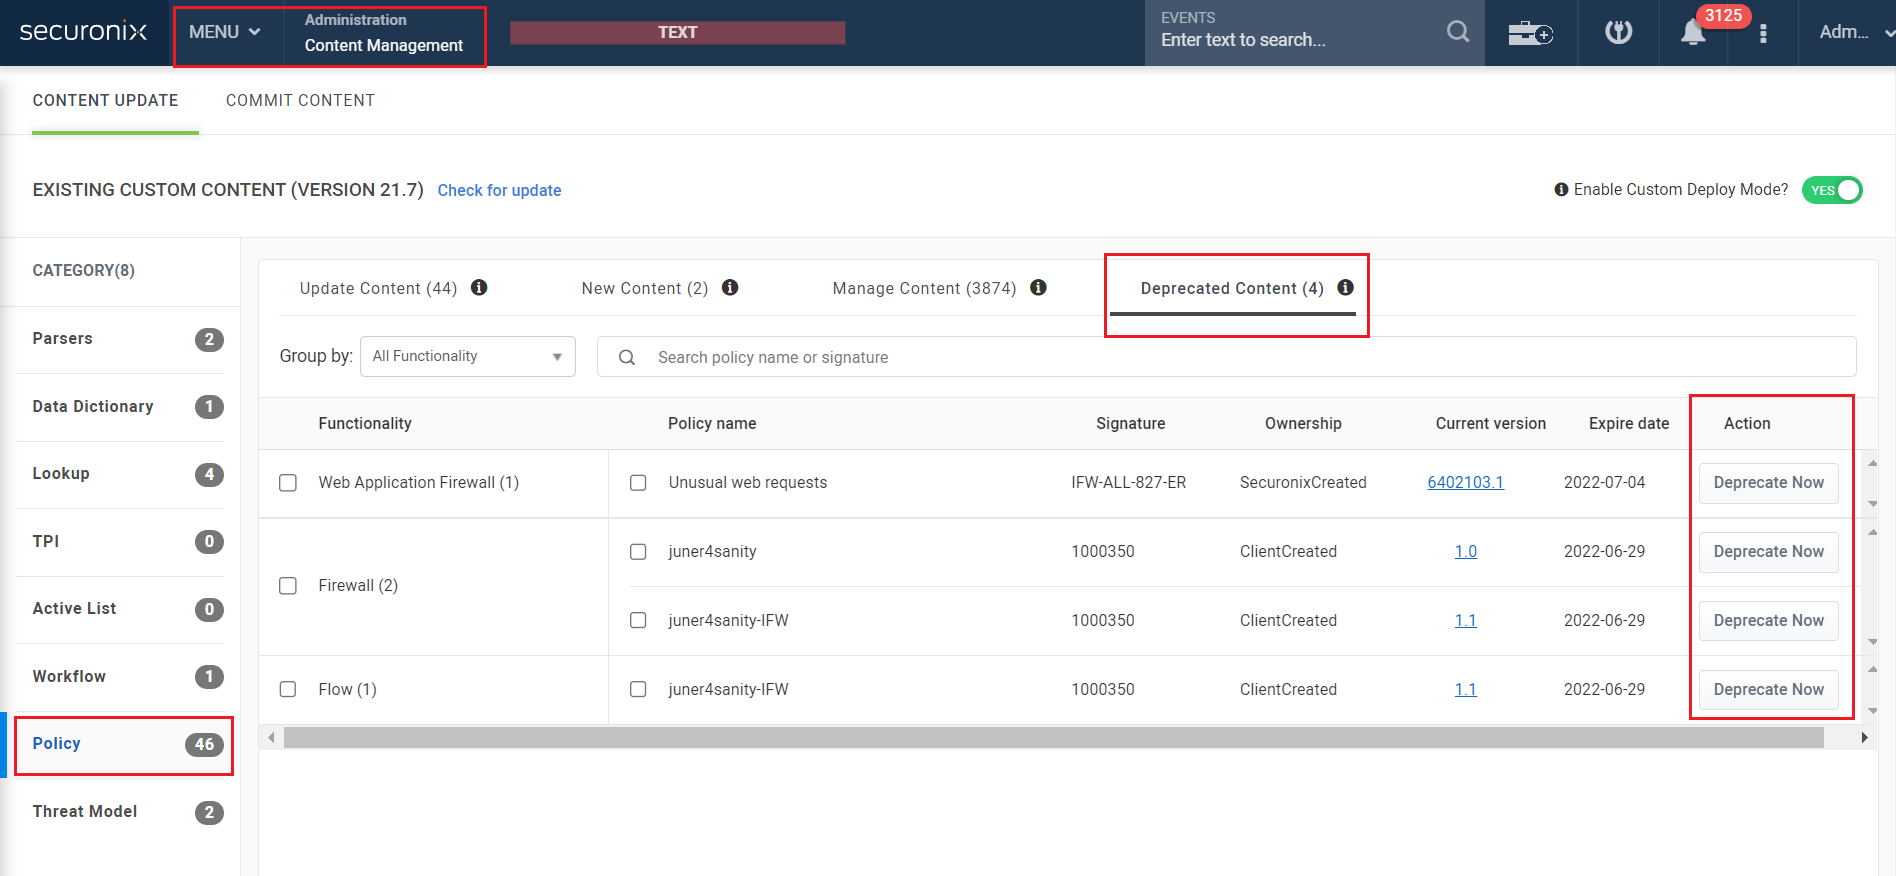 securonix
MENU
Administration
Content Management
TEXT
EVENTS
Enter text to search...
3125
Adm...
CONTENT UPDATE
COMMIT CONTENT
EXISTING CUSTOM CONTENT (VERSION 21.7) Check for update
Enable Custom Deploy Mode?
YES
CATEGORY(8)
Parsers 2
Data Dictionary 1
Lookup 4
TPI 0
Active List 0
Workflow 1
Policy 46
Threat Model 2
Update Content (44)
New Content (2)
Manage Content (3874)
Deprecated Content (4)
Group by: All Functionality
Search policy name or signature
Functionality Policy name Signature Ownership Current version Expire date Action
Web Application Firewall (1) Unusual web requests IFW-ALL-827-ER SecuronixCreated 6402103.1 2022-07-04 Deprecate Now
Firewall (2)
juner4sanity 1000350 ClientCreated 1.0 2022-06-29 Deprecate Now
juner4sanity-IFW 1000350 ClientCreated 1.1 2022-06-29 Deprecate Now
Flow (1) juner4sanity-IFW 1000350 ClientCreated 1.1 2022-06-29 Deprecate Now